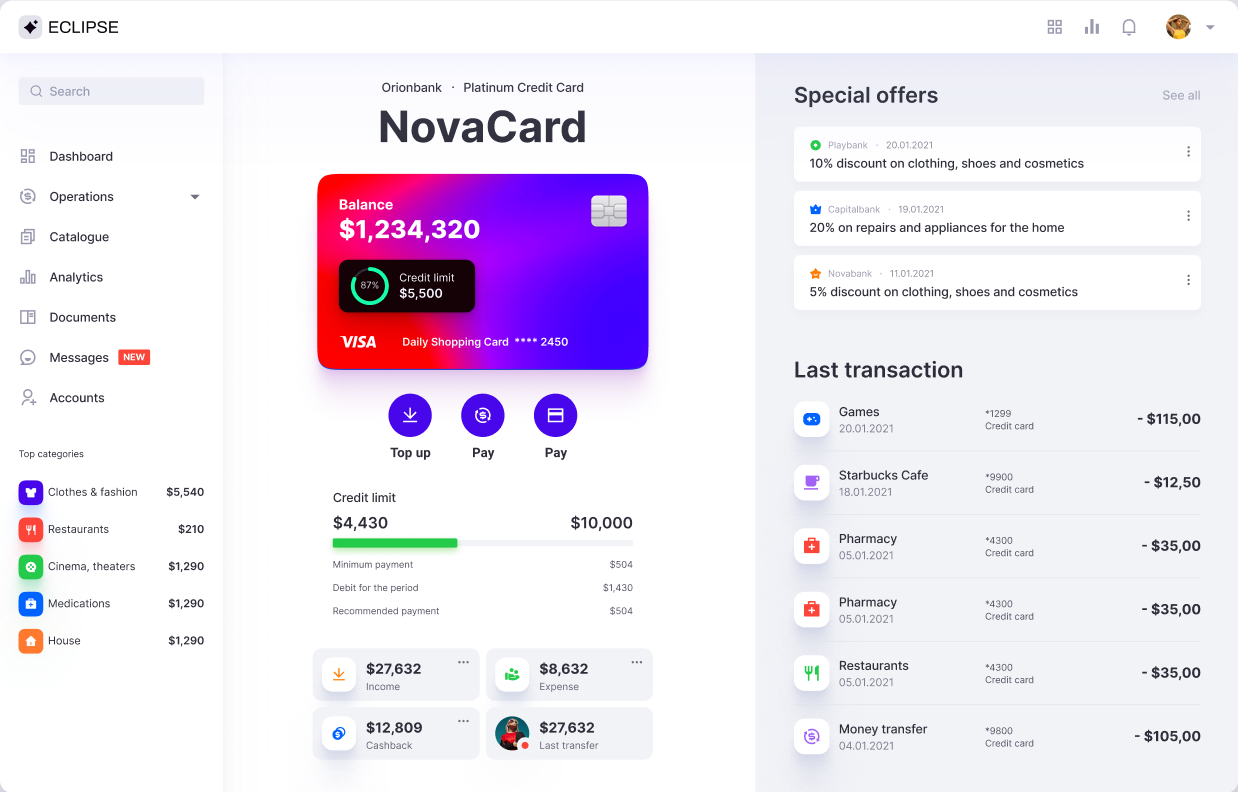 ECLIPSE
Search
Dashboard
Operations
Catalogue
Analytics
Documents
Messages NEW
Accounts
Top categories
Clothes & fashion $5,540
Restaurants $210
Cinema, theaters $1,290
Medications $1,290
House $1,290
Orionbank · Platinum Credit Card
NovaCard
Balance
$1,234,320
87%
Credit limit
$5,500
VISA Daily Shopping Card **** 2450
Top up Pay Pay
Credit limit
$4,430 $10,000
Minimum payment $504
Debit for the period $1,430
Recommended payment $504
$27,632
Income
$8,632
Expense
$12,809
Cashback
$27,632
Last transfer
Special offers See all
Playbank · 20.01.2021
10% discount on clothing, shoes and cosmetics
Capitalbank · 19.01.2021
20% on repairs and appliances for the home
Novabank · 11.01.2021
5% discount on clothing, shoes and cosmetics
Last transaction
Games
20.01.2021
*1299
Credit card
- $115,00
Starbucks Cafe
18.01.2021
*9900
Credit card
- $12,50
Pharmacy
05.01.2021
*4300
Credit card
- $35,00
Pharmacy
05.01.2021
*4300
Credit card
- $35,00
Restaurants
05.01.2021
*4300
Credit card
- $35,00
Money transfer
04.01.2021
*9800
Credit card
- $105,00